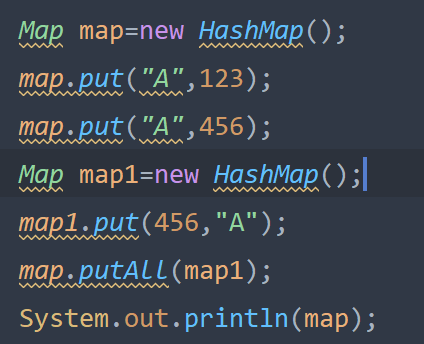 Map map=new HashMap();
map.put("A",123);
map.put("A",456);
Map map1=new HashMap();
map1.put(456,"A");
map.putAll(map1);
System.out.println(map);